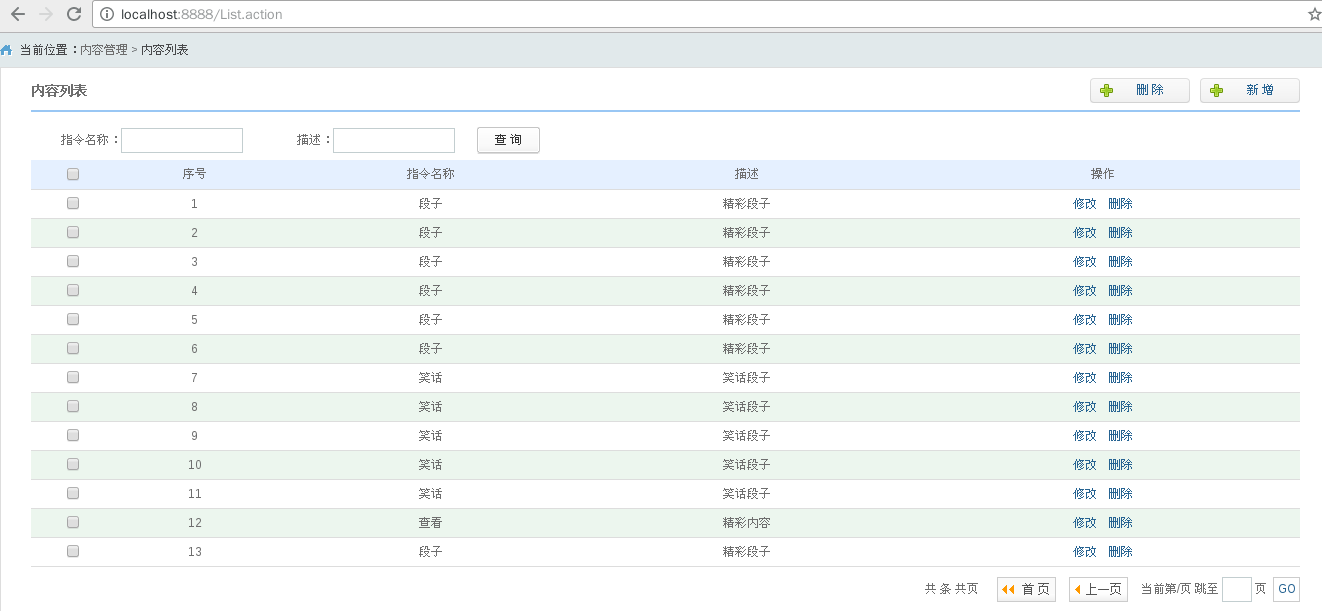 localhost:8888/List.action
当前位置：内容管理 > 内容列表
内容列表 删除 新增
指令名称： 描述： 查询
序号 指令名称 描述 操作
1 段子 精彩段子 修改 删除
2 段子 精彩段子 修改 删除
3 段子 精彩段子 修改 删除
4 段子 精彩段子 修改 删除
5 段子 精彩段子 修改 删除
6 段子 精彩段子 修改 删除
7 笑话 笑话段子 修改 删除
8 笑话 笑话段子 修改 删除
9 笑话 笑话段子 修改 删除
10 笑话 笑话段子 修改 删除
11 笑话 笑话段子 修改 删除
12 查看 精彩内容 修改 删除
13 段子 精彩段子 修改 删除
共 条 共页 首页 上一页 当前第/页 跳至 页 GO